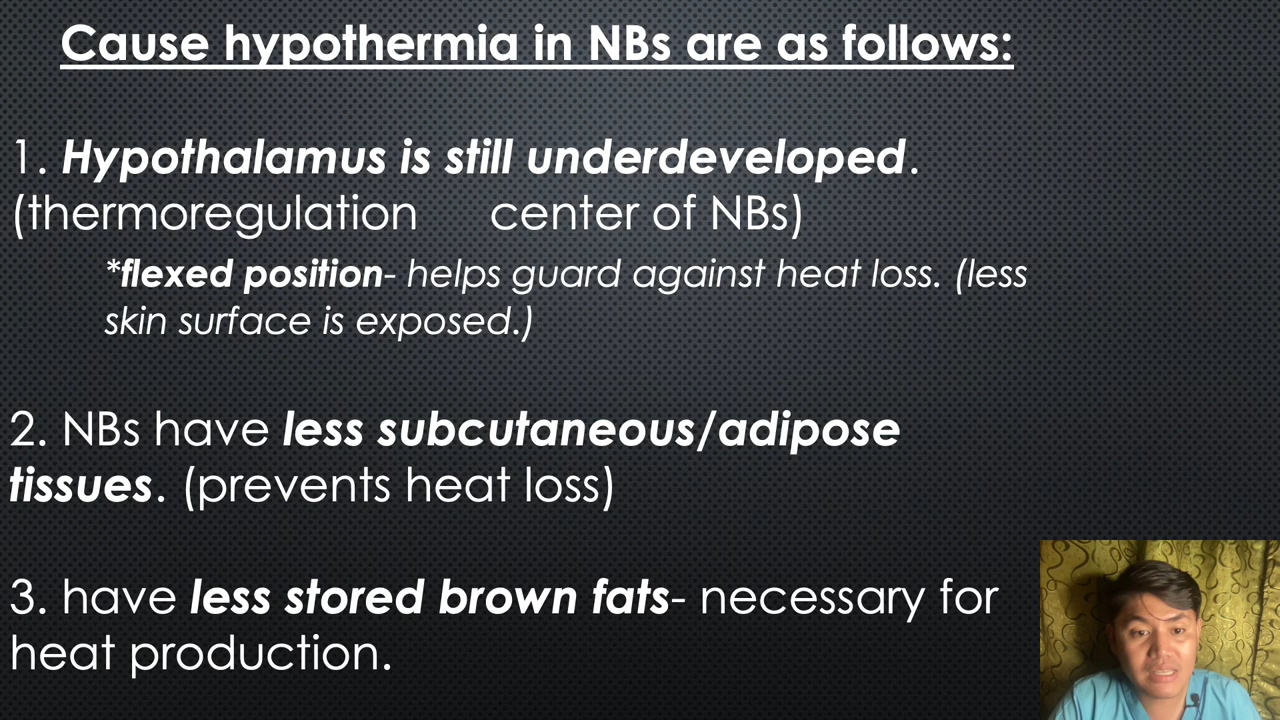 Cause hypothermia in NBs are as follows:
1. Hypothalamus is still underdeveloped.
(thermoregulation center of NBs)
*flexed position- helps guard against heat loss. (less
skin surface is exposed.)
2. NBs have less subcutaneous/adipose
tissues. (prevents heat loss)
3. have less stored brown fats- necessary for
heat production.